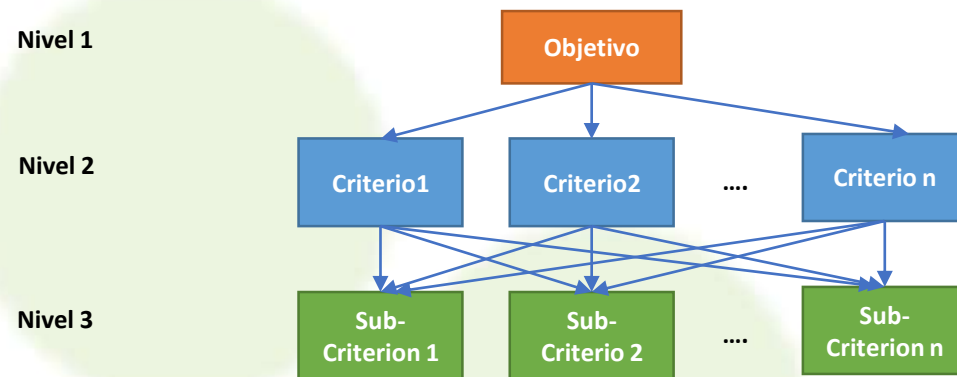 Nivel 1
Objetivo
Nivel 2
Criterio1
Criterio2
....
Criterio n
Nivel 3
Sub-
Criterion 1
Sub-
Criterio 2
....
Sub-
Criterion n